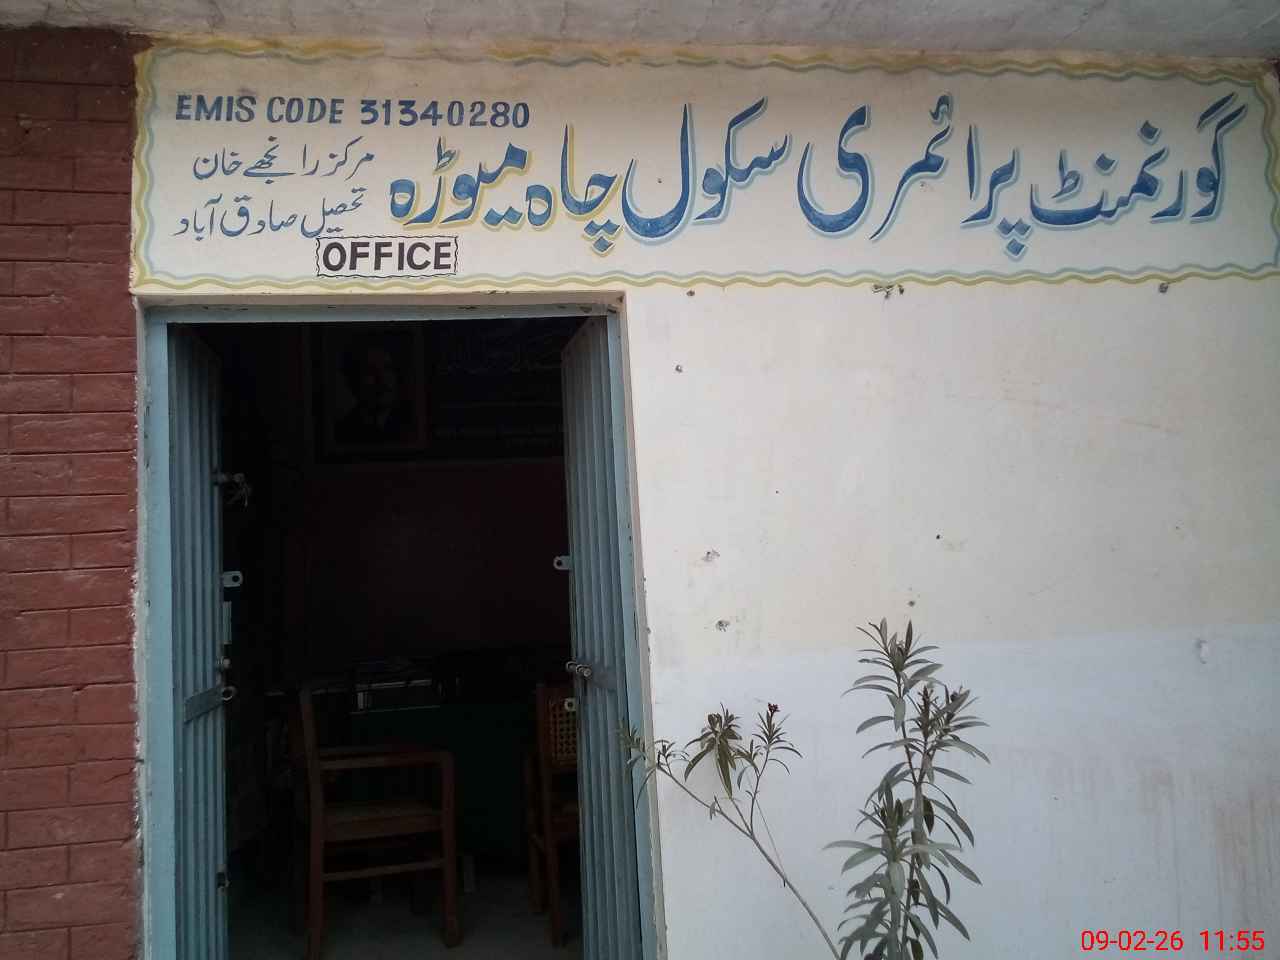 EMIS CODE 31340280
گورنمنٹ پرائمری سکول چاہ میوڑہ
مرکز رانجھے خان
تحصیل صادق آباد
OFFICE
09-02-26 11:55